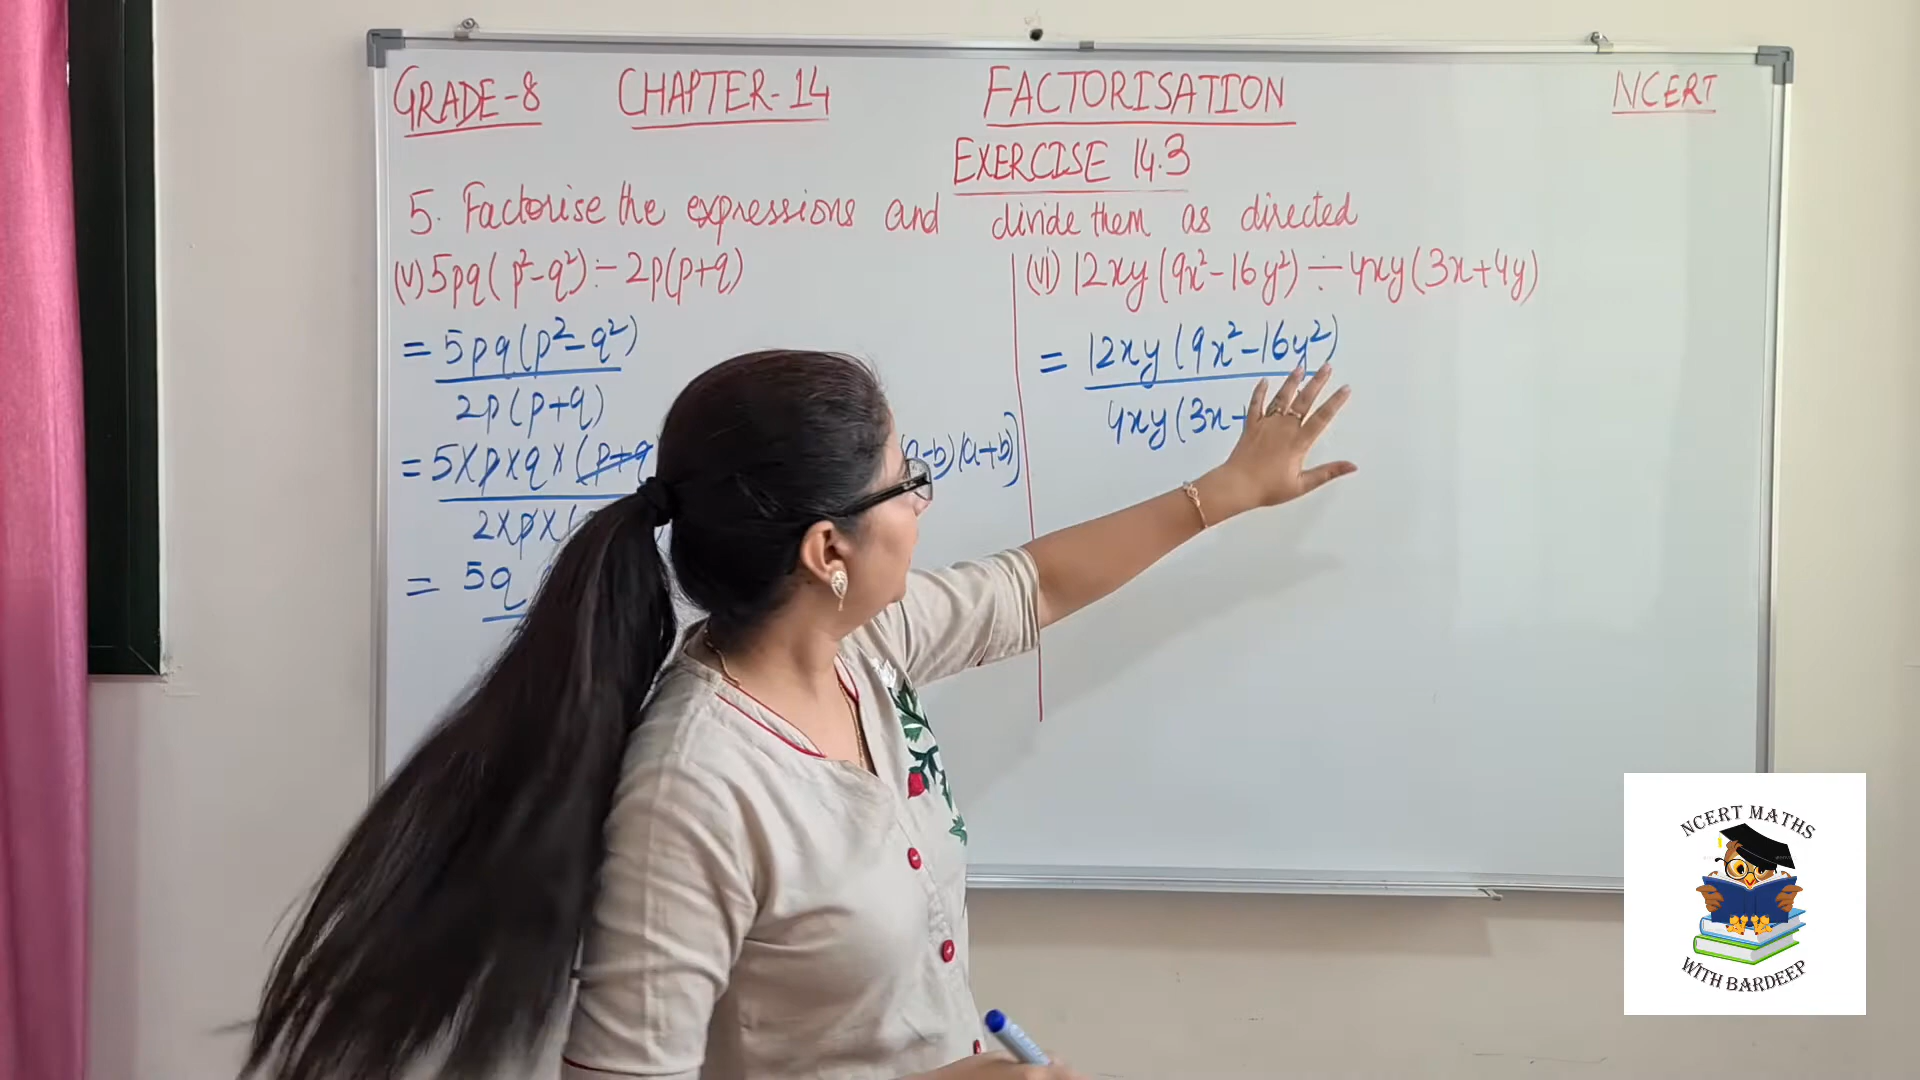 GRADE-8 CHAPTER-14 FACTORISATION NCERT
EXERCISE 14.3
5. Factorise the expressions and divide them as directed
(v) 5pq(p²-q²)÷2p(p+q)
= 5pq(p²-q²)
2p(p+q)
= 5×p×q×(p+q
(a-b)(a+b)]
2×p×(
= 5q
(vi) 12xy(9x²-16y²)÷4xy(3x+4y)
= 12xy(9x²-16y²)
4xy(3x+
NCERT MATHS
WITH BARDEEP